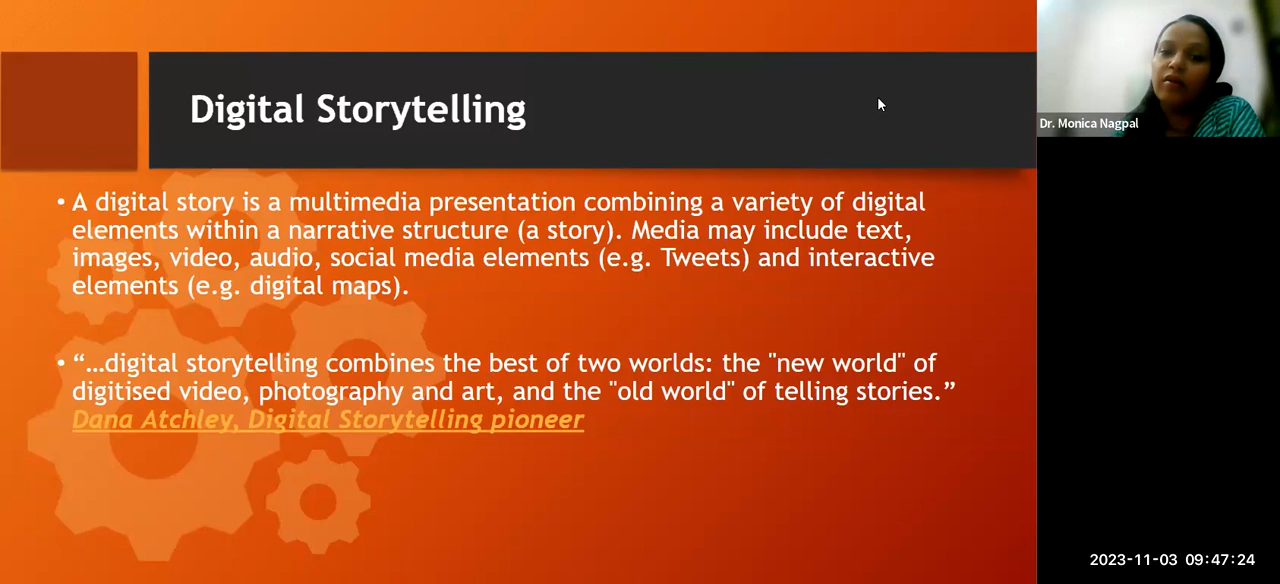 Digital Storytelling
• A digital story is a multimedia presentation combining a variety of digital
elements within a narrative structure (a story). Media may include text,
images, video, audio, social media elements (e.g. Tweets) and interactive
elements (e.g. digital maps).
• “…digital storytelling combines the best of two worlds: the "new world" of
digitised video, photography and art, and the "old world" of telling stories.”
Dana Atchley, Digital Storytelling pioneer
Dr. Monica Nagpal
2023-11-03 09:47:24